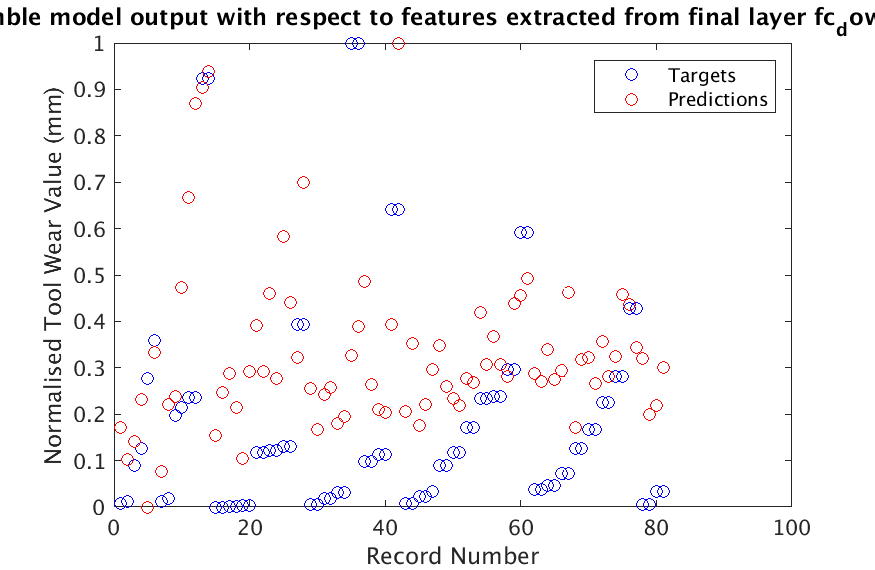 model output with respect to features extracted from final layer
Targets
Predictions
Normalised Tool Wear Value (mm)
1
0.9
0.8
0.7
0.6
0.5
0.4
0.3
0.2
0.1
0
0 20 40 60 80 100
Record Number